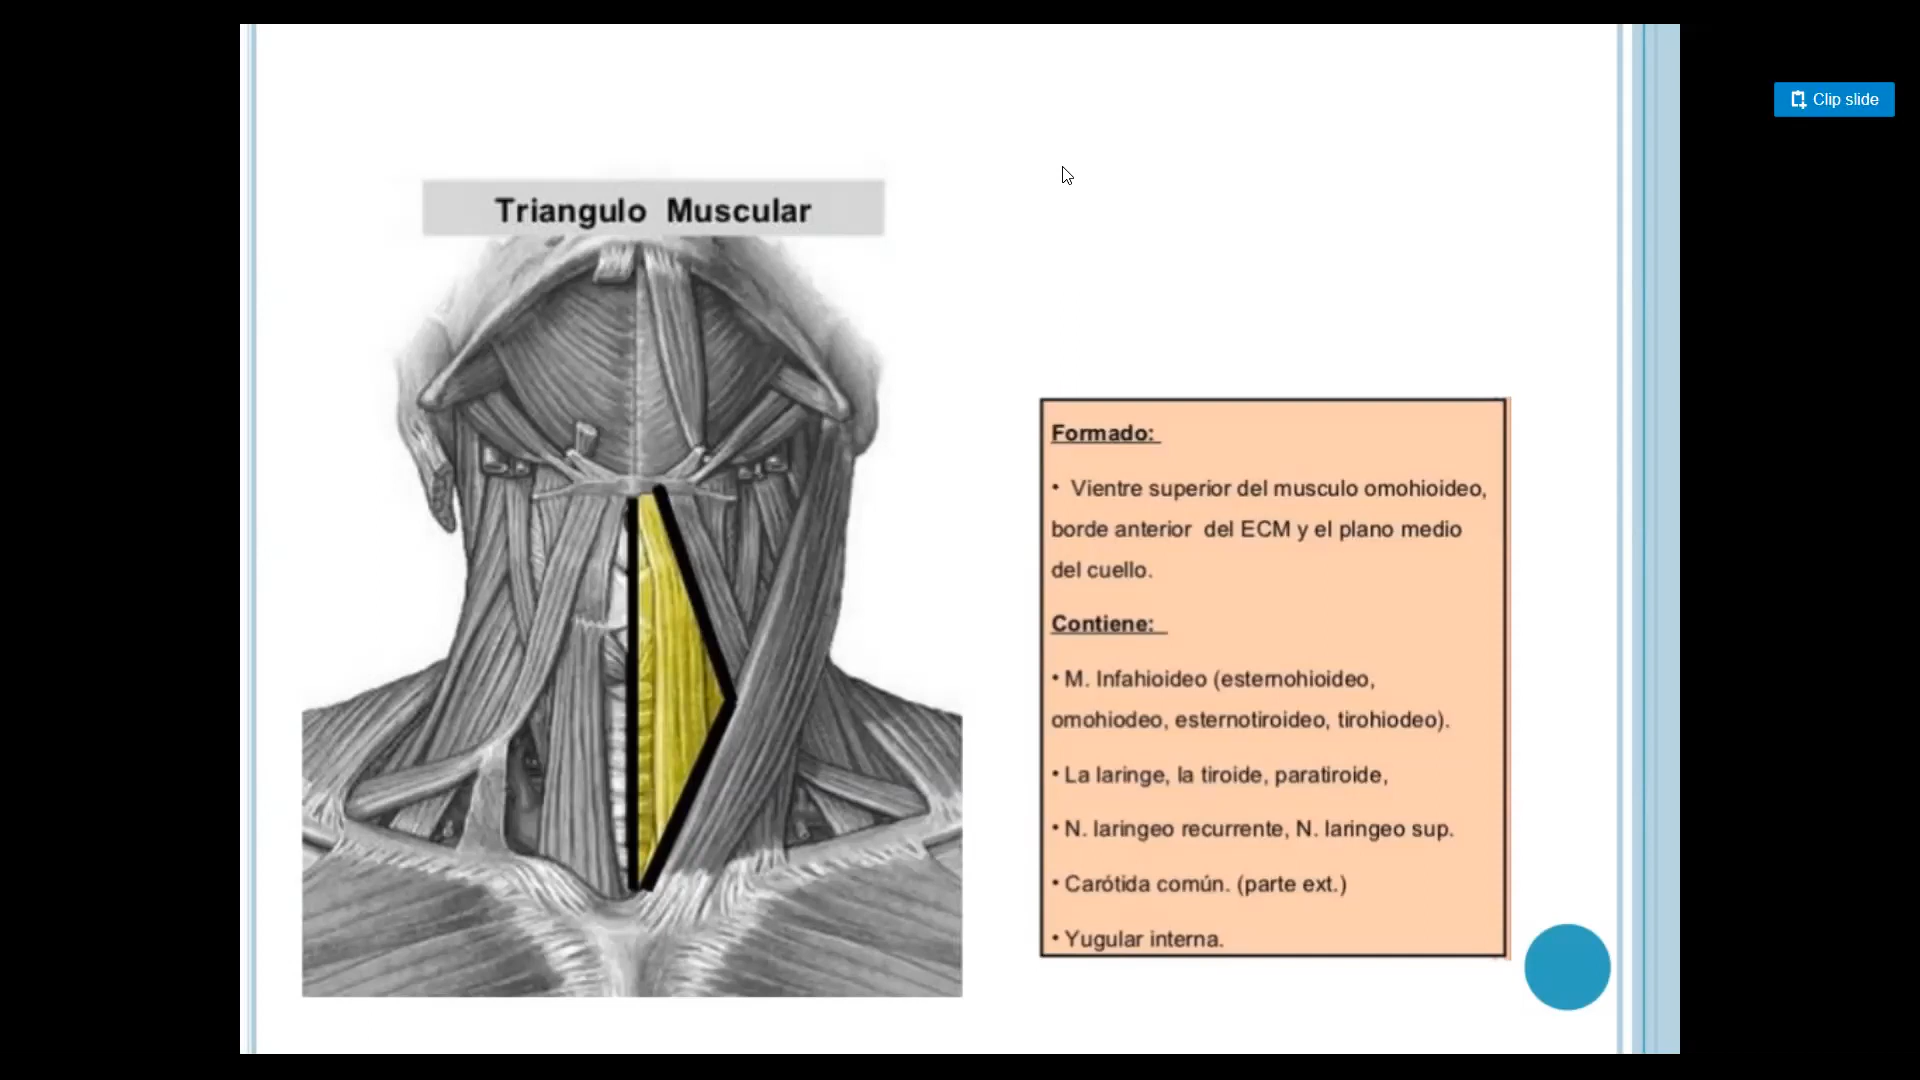 Clip slide
Triangulo Muscular
Formado:
• Vientre superior del musculo omohioideo,
borde anterior del ECM y el plano medio
del cuello.
Contiene:
• M. Infahioideo (esternohioideo,
omohiodeo, esternotiroideo, tirohiodeo).
• La laringe, la tiroide, paratiroide,
• N. laringeo recurrente, N. laringeo sup.
• Carótida común. (parte ext.)
• Yugular interna.